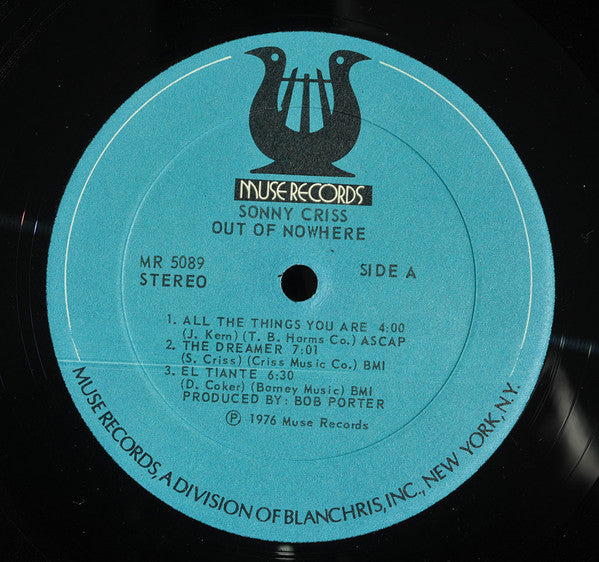 MUSE RECORDS
SONNY CRISS
OUT OF NOWHERE
MR 5089
STEREO
SIDE A
1. ALL THE THINGS YOU ARE 4:00
(J. Kern) (T. B. Harms Co.) ASCAP
2. THE DREAMER 7:01
(S. Criss) (Criss Music Co.) BMI
3. EL TIANTE 6:30
(D. Coker) (Barney Music) BMI
PRODUCED BY: BOB PORTER
℗ 1976 Muse Records
MUSE RECORDS, A DIVISION OF BLANCHRIS, INC., NEW YORK, N.Y.